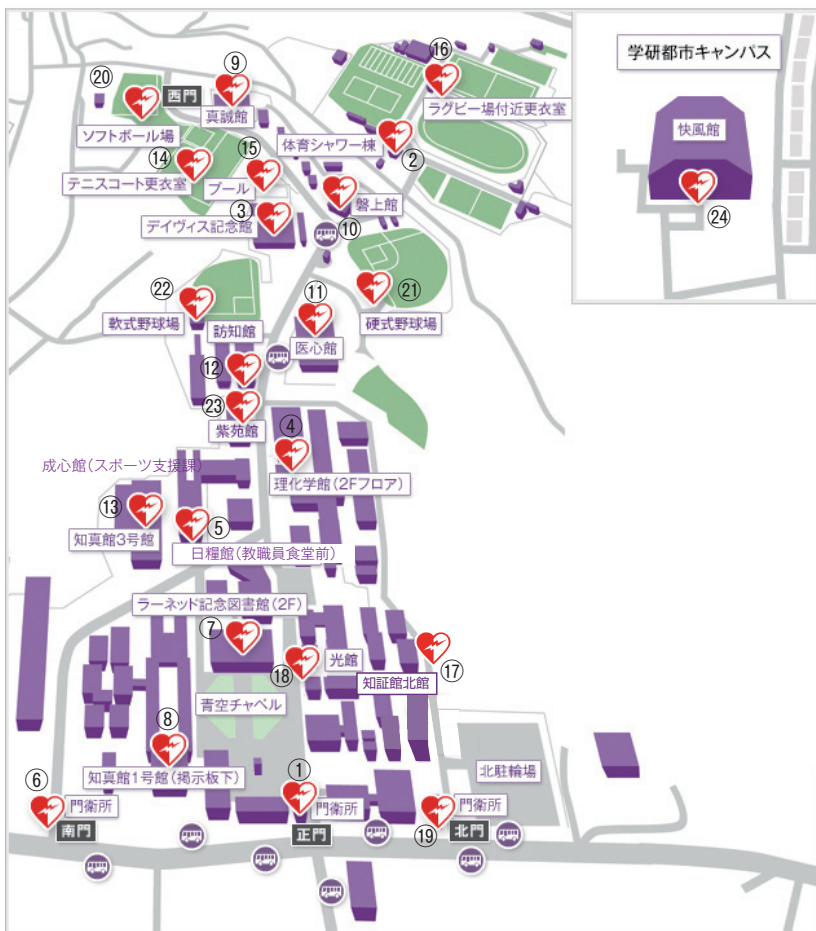 ⑯
学研都市キャンパス
⑨
⑳
西門
真誠館
ラグビー場付近更衣室
ソフトボール場
体育シャワー棟
快風館
⑭
⑮
②
テニスコート更衣室
プール
磐上館
㉔
③
デイヴィス記念館
⑩
㉒
⑪
㉑
軟式野球場
訪知館
硬式野球場
医心館
⑫
㉓
紫苑館
④
成心館(スポーツ支援課)
理化学館(2Fフロア)
⑬
⑤
知真館3号館
日糧館(教職員食堂前)
ラーネット記念図書館(2F)
⑦
光館
⑱
⑰
知証館北館
青空チャペル
⑧
北駐輪場
知真館1号館(掲示板下)
⑥
①
門衛所
門衛所
門衛所
南門
正門
⑲
北門